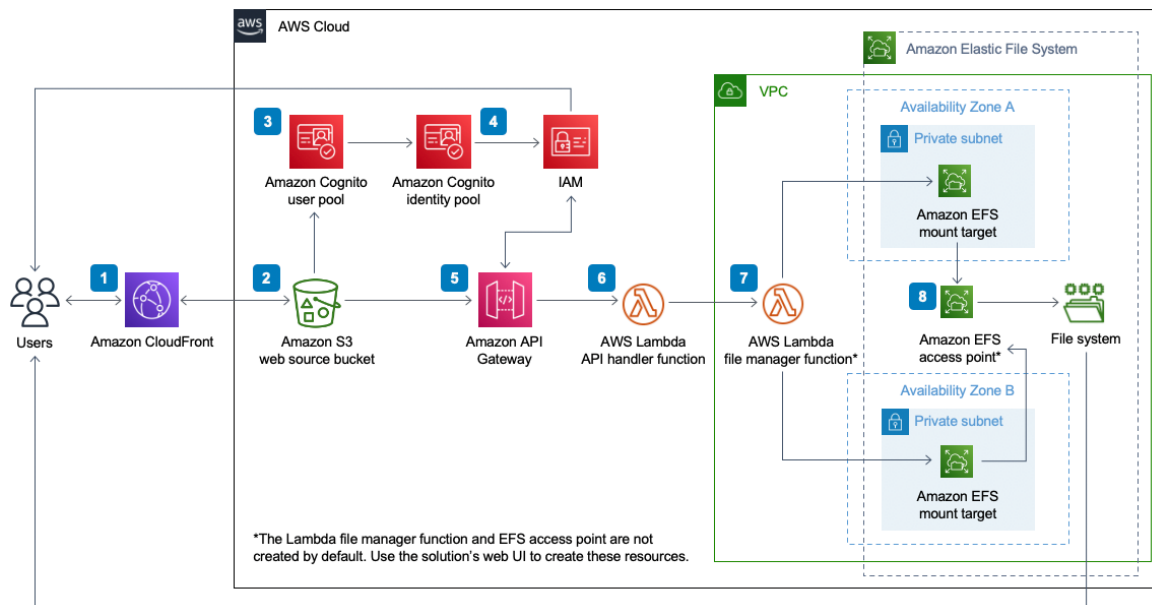 aws
AWS Cloud
Amazon Elastic File System
VPC
Availability Zone A
Private subnet
Amazon EFS
mount target
3
4
Amazon Cognito
user pool
Amazon Cognito
identity pool
IAM
1
2
5
6
7
8
Users
Amazon CloudFront
Amazon S3
web source bucket
Amazon API
Gateway
AWS Lambda
API handler function
AWS Lambda
file manager function*
Amazon EFS
access point*
File system
Availability Zone B
Private subnet
Amazon EFS
mount target
*The Lambda file manager function and EFS access point are not
created by default. Use the solution's web UI to create these resources.